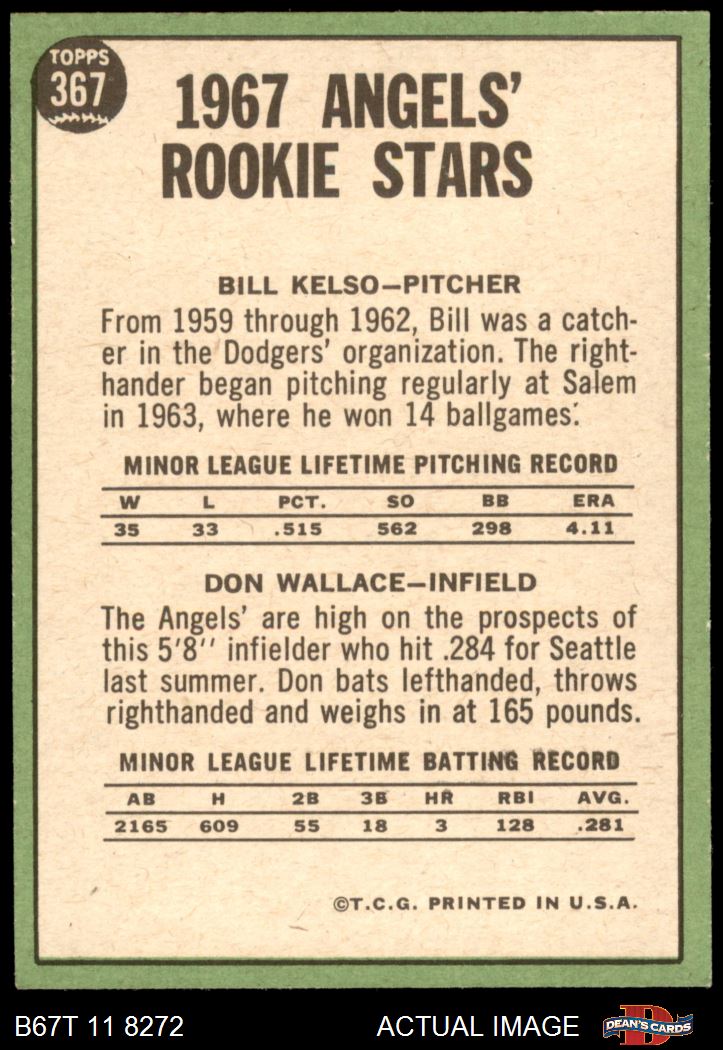 TOPPS
367
1967 ANGELS'
ROOKIE STARS
BILL KELSO—PITCHER
From 1959 through 1962, Bill was a catch-
er in the Dodgers' organization. The right-
hander began pitching regularly at Salem
in 1963, where he won 14 ballgames.
MINOR LEAGUE LIFETIME PITCHING RECORD
W L PCT. SO BB ERA
35 33 .515 562 298 4.11
DON WALLACE—INFIELD
The Angels' are high on the prospects of
this 5'8'' infielder who hit .284 for Seattle
last summer. Don bats lefthanded, throws
righthanded and weighs in at 165 pounds.
MINOR LEAGUE LIFETIME BATTING RECORD
AB H 2B 3B HR RBI AVG.
2165 609 55 18 3 128 .281
©T.C.G. PRINTED IN U.S.A.
B67T 11 8272 ACTUAL IMAGE D DEAN'S CARDS